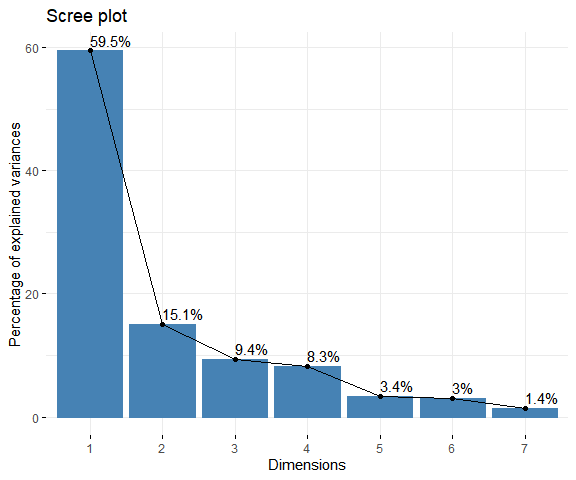 Scree plot
Percentage of explained variances
60
40
20
0
59.5%
15.1%
9.4%
8.3%
3.4%
3%
1.4%
1 2 3 4 5 6 7
Dimensions